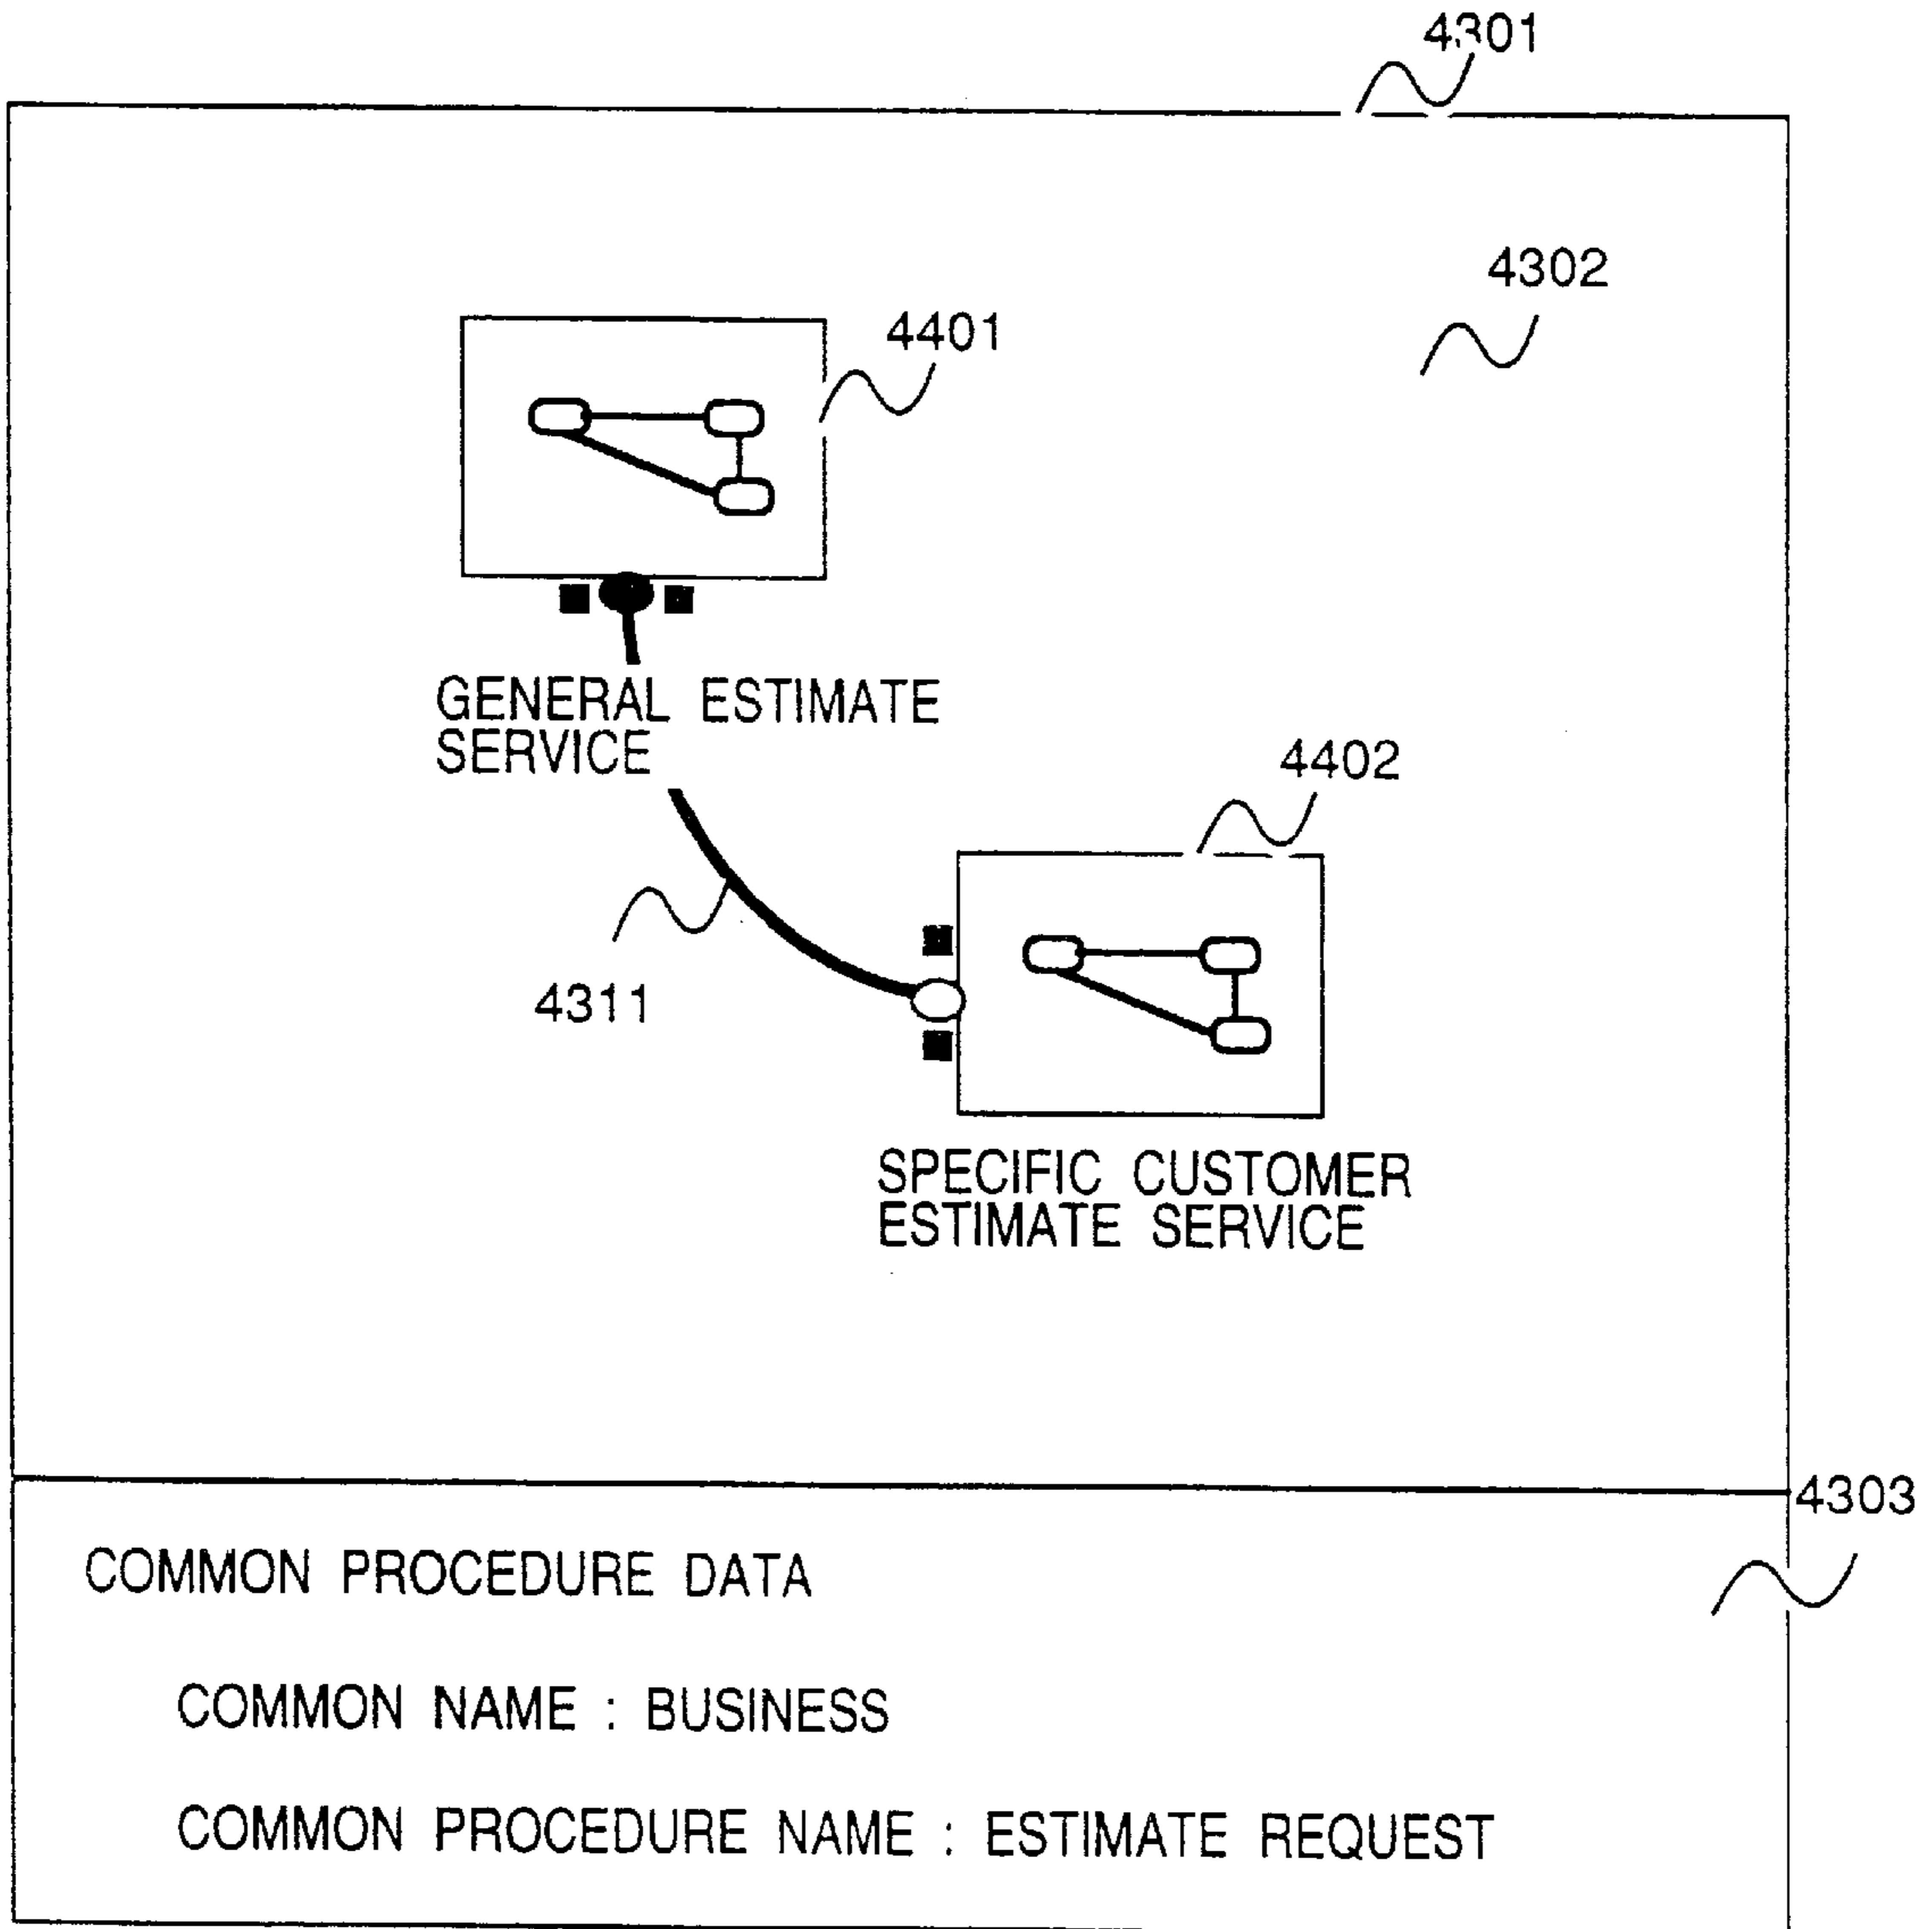 4301
4302
4401
GENERAL ESTIMATE
SERVICE
4402
4311
SPECIFIC CUSTOMER
ESTIMATE SERVICE
4303
COMMON PROCEDURE DATA
COMMON NAME : BUSINESS
COMMON PROCEDURE NAME : ESTIMATE REQUEST